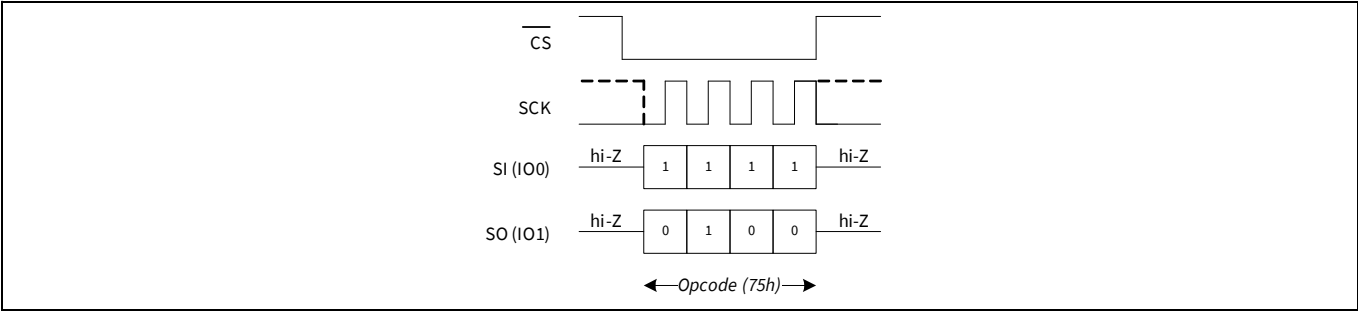 CS
SCK
SI (IO0) hi-Z 1 1 1 1 hi-Z
SO (IO1) hi-Z 0 1 0 0 hi-Z
Opcode (75h)